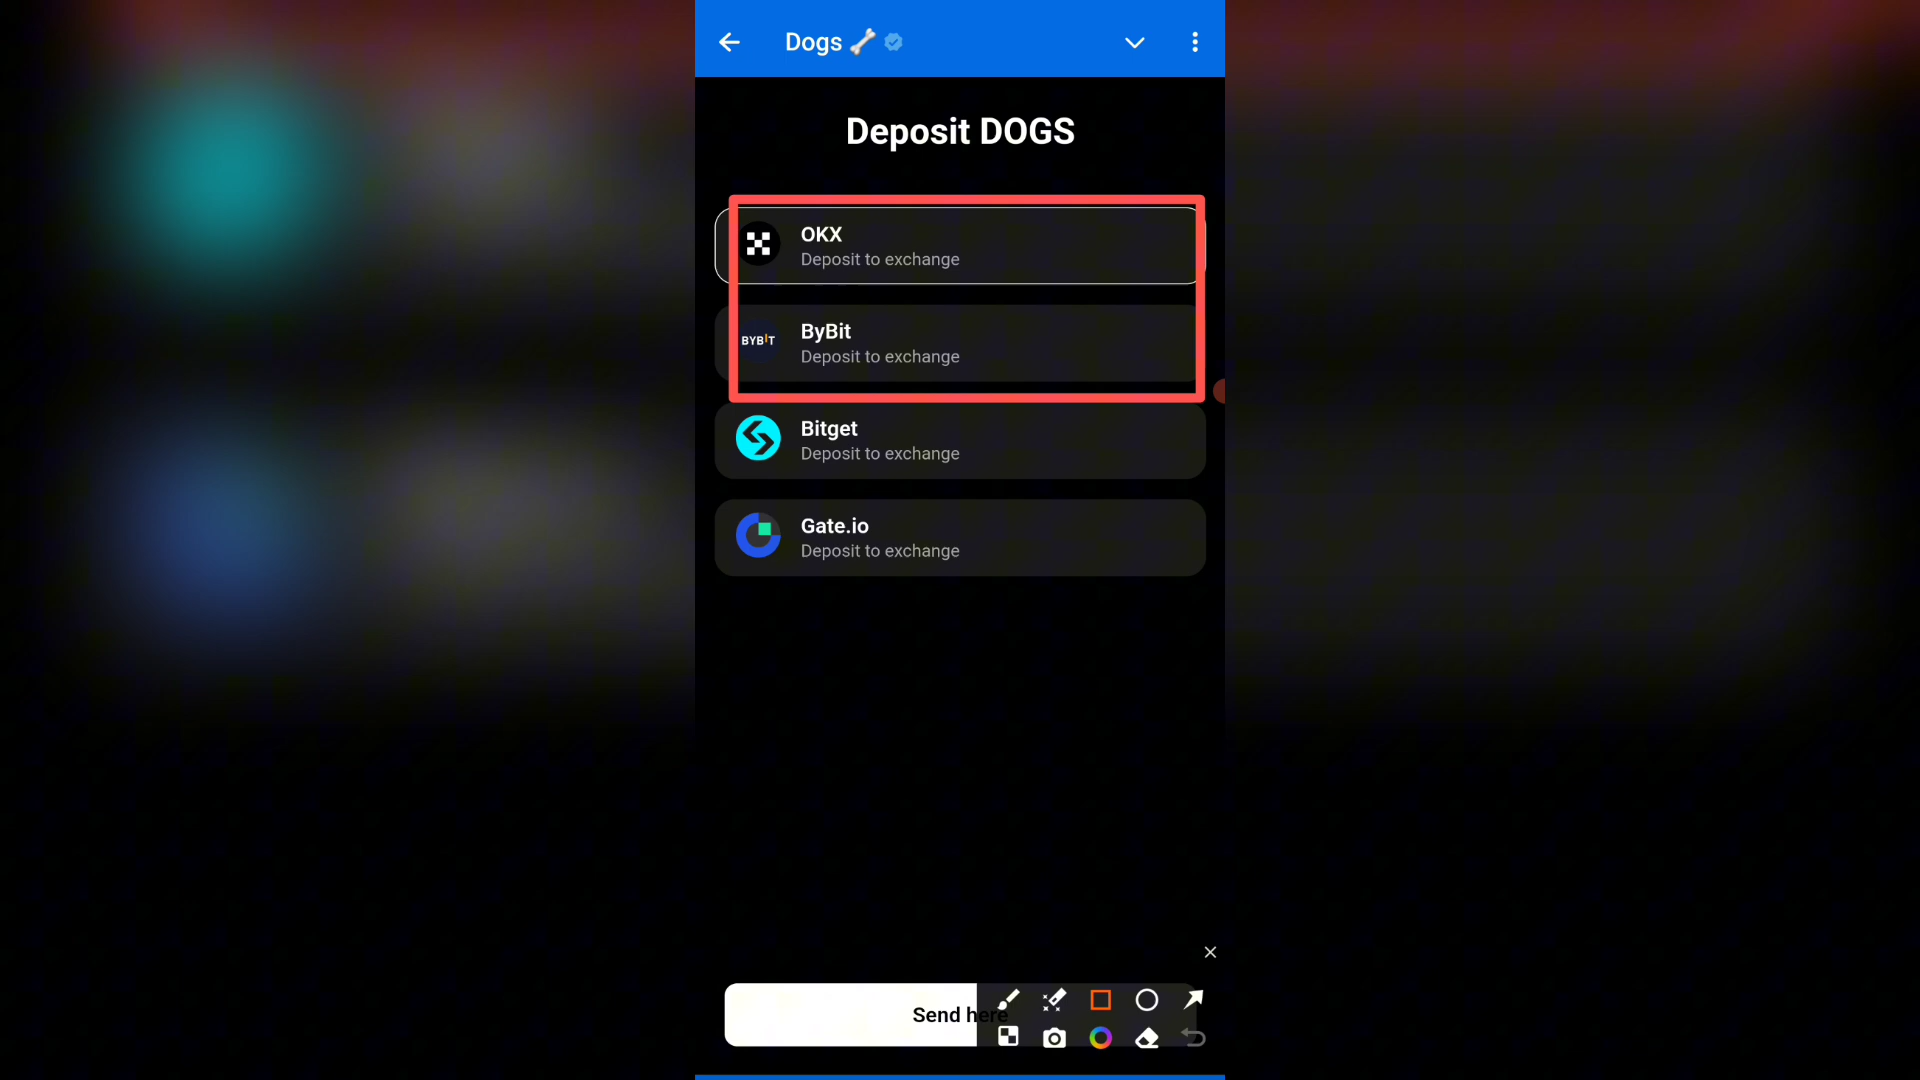 Dogs
Deposit DOGS
OKX
Deposit to exchange
BYBIT
ByBit
Deposit to exchange
Bitget
Deposit to exchange
Gate.io
Deposit to exchange
Send here